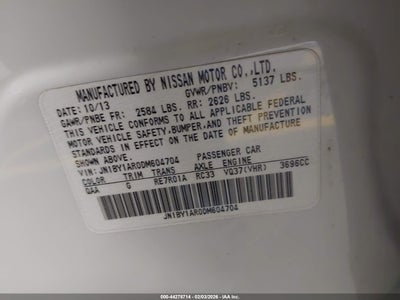 MANUFACTURED BY NISSAN MOTOR CO.,LTD.
DATE: 10/13 GVWR/PNBV: 5137 LBS.
GAWR/PNBE FR: 2584 LBS. RR: 2626 LBS.
THIS VEHICLE CONFORMS TO ALL APPLICABLE FEDERAL
MOTOR VEHICLE SAFETY,BUMPER,AND THEFT PREVENTION
STANDARDS IN EFFECT ON THE DATE OF MANUFACTURE
SHOWN ABOVE.
VIN: JN1BY1AR0DM604704 PASSENGER CAR
COLOR TRIM TRANS AXLE ENGINE
QAA G RE7R01A RC33 VQ37(VHR) 3696CC
JN1BY1AR0DM604704
000-44278714 - 02/03/2026 - IAAI.COM